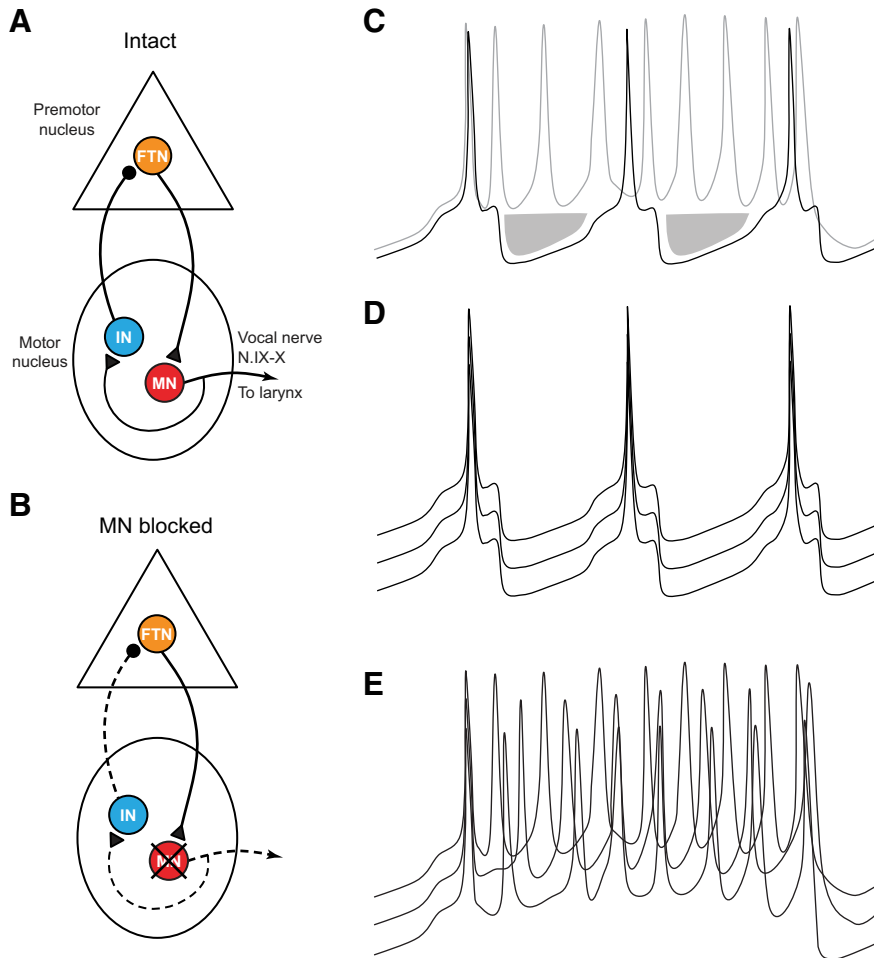 A
Intact
Premotor
nucleus
FTN
IN
MN
Motor
nucleus
Vocal nerve
N.IX-X
To larynx
B
MN blocked
FTN
IN
MN
C
D
E